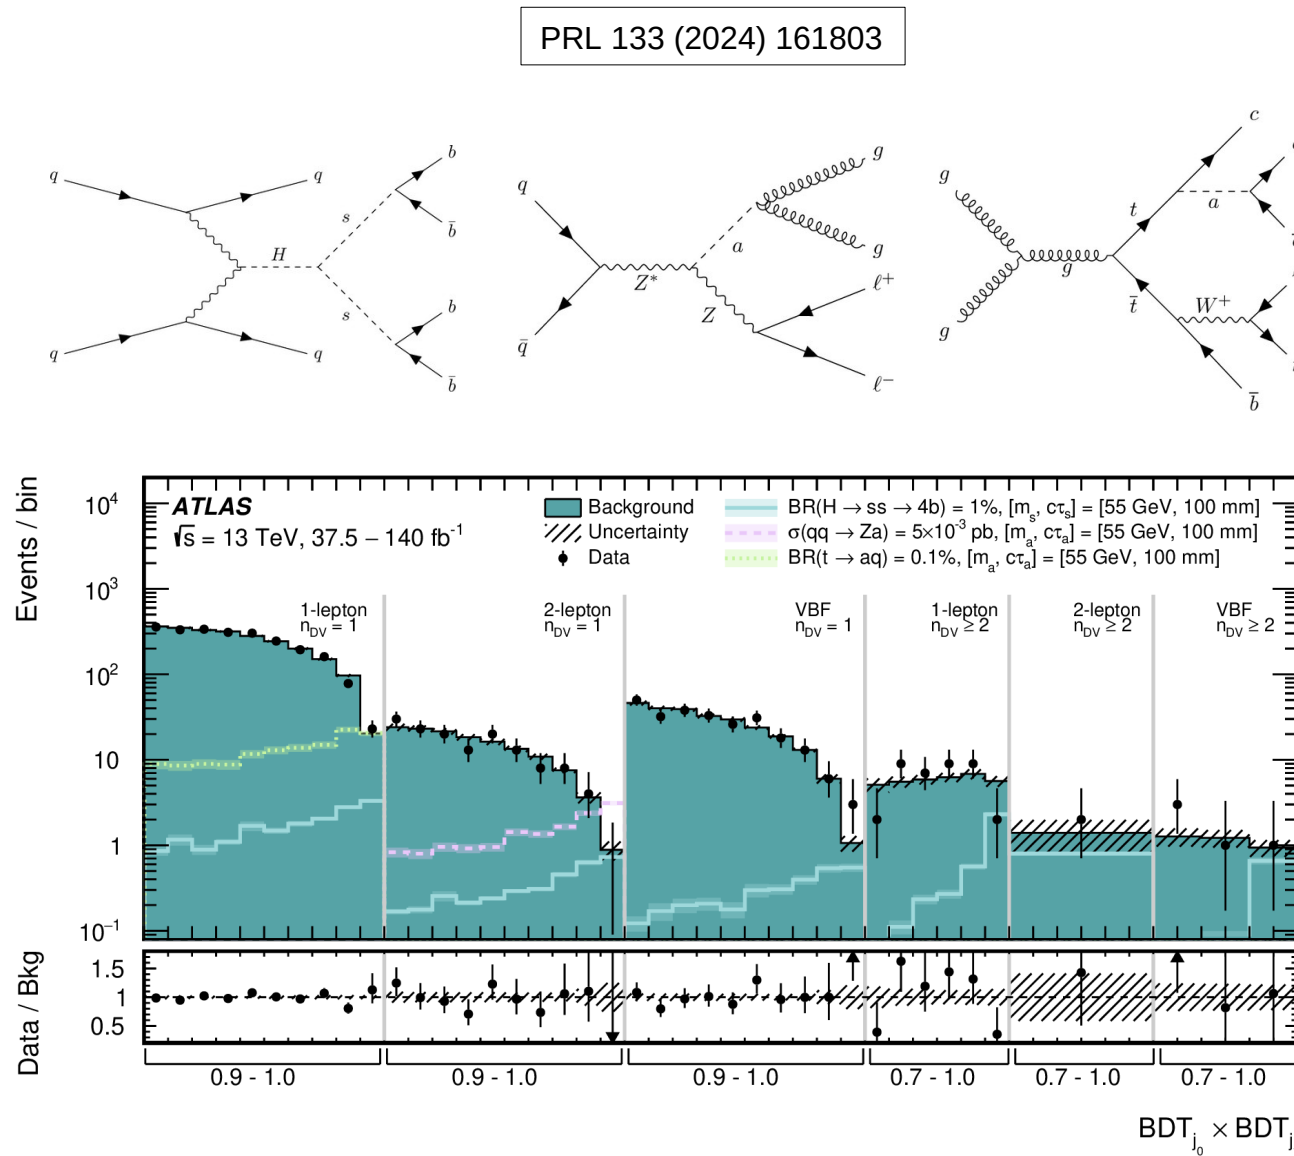 PRL 133 (2024) 161803
q q b b̄ s H s b b̄ q q
q q̄ Z* a g g Z ℓ+ ℓ−
g g g t t̄ c a W+ b̄
Events / bin
10^4
10^3
10^2
10
1
10^−1
ATLAS
√s = 13 TeV, 37.5 – 140 fb^-1
Background
Uncertainty
Data
BR(H → ss → 4b) = 1%, [m_s, cτ_s] = [55 GeV, 100 mm]
σ(qq → Za) = 5×10^-3 pb, [m_a, cτ_a] = [55 GeV, 100 mm]
BR(t → aq) = 0.1%, [m_a, cτ_a] = [55 GeV, 100 mm]
1-lepton
n_DV = 1
2-lepton
n_DV = 1
VBF
n_DV = 1
1-lepton
n_DV ≥ 2
2-lepton
n_DV ≥ 2
VBF
n_DV ≥ 2
Data / Bkg
1.5
1
0.5
0.9 - 1.0
0.9 - 1.0
0.9 - 1.0
0.7 - 1.0
0.7 - 1.0
0.7 - 1.0
BDT_j_0 × BDT_j